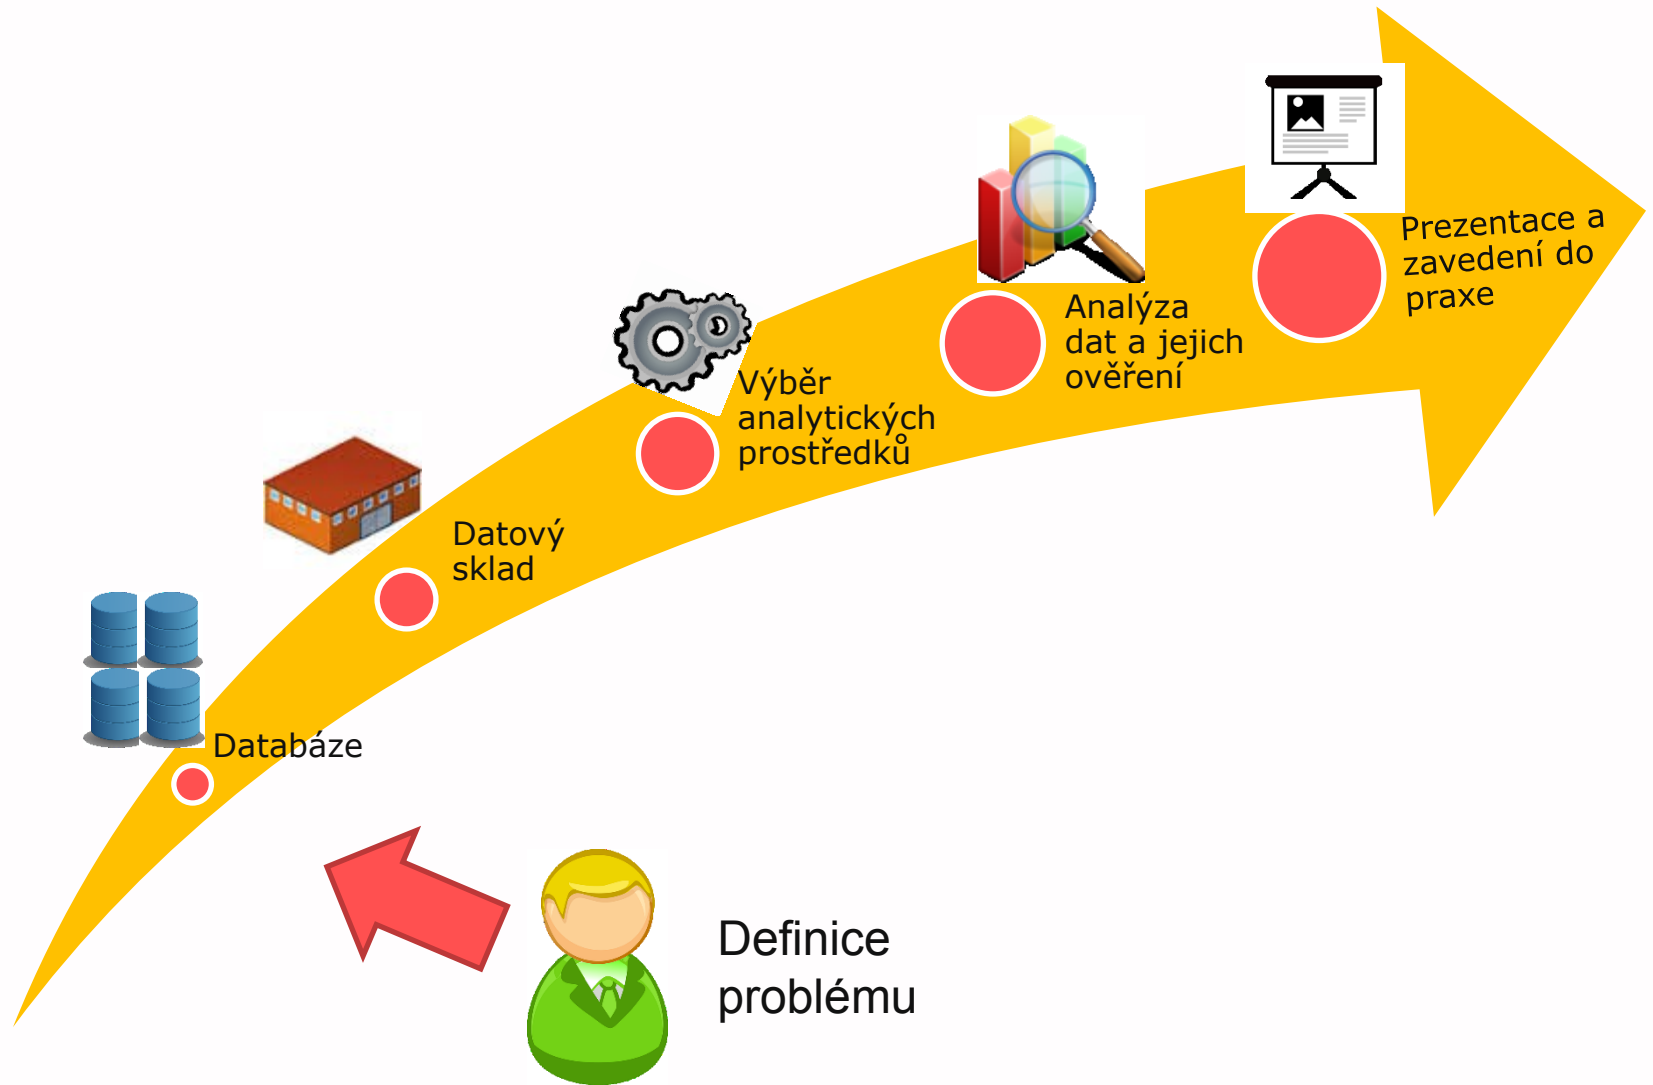 Prezentace a
zavedení do
praxe
Analýza
dat a jejich
ověření
Výběr
analytických
prostředků
Datový
sklad
Databáze
Definice
problému